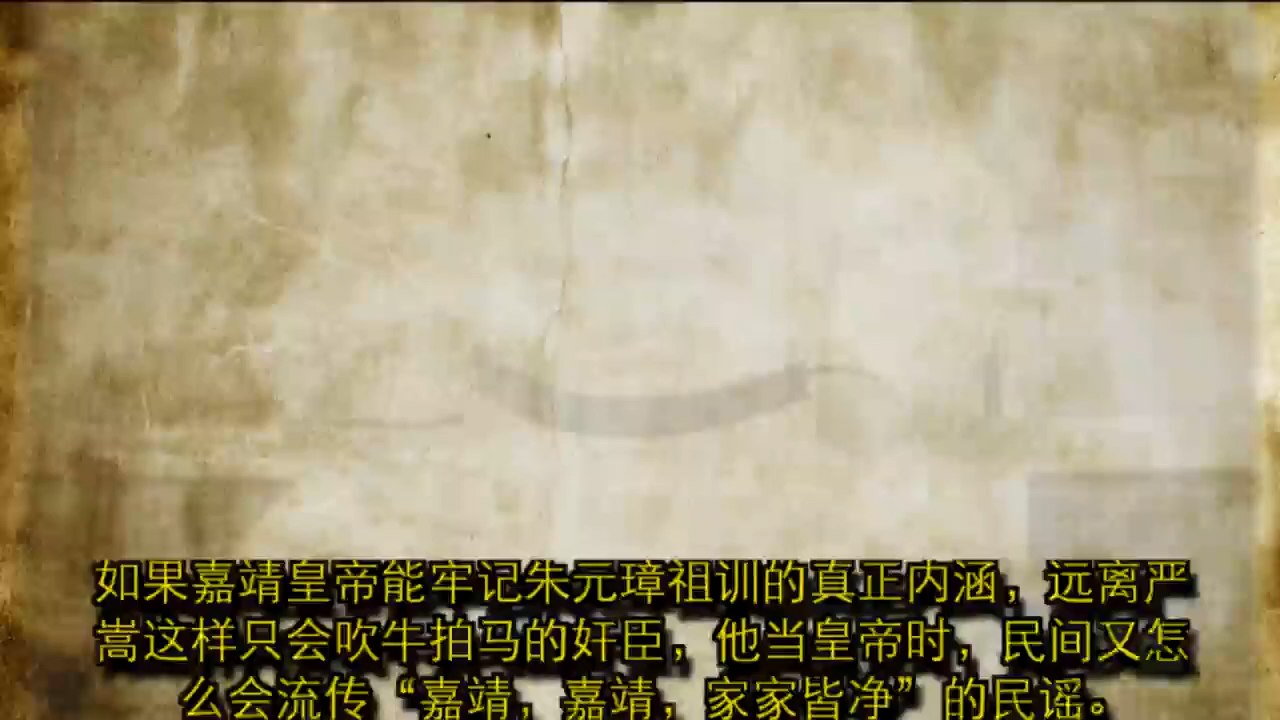 如果嘉靖皇帝能牢记朱元璋祖训的真正内涵，远离严
嵩这样只会吹牛拍马的奸臣，他当皇帝时，民间又怎
么会流传“嘉靖，嘉靖，家家皆净”的民谣。